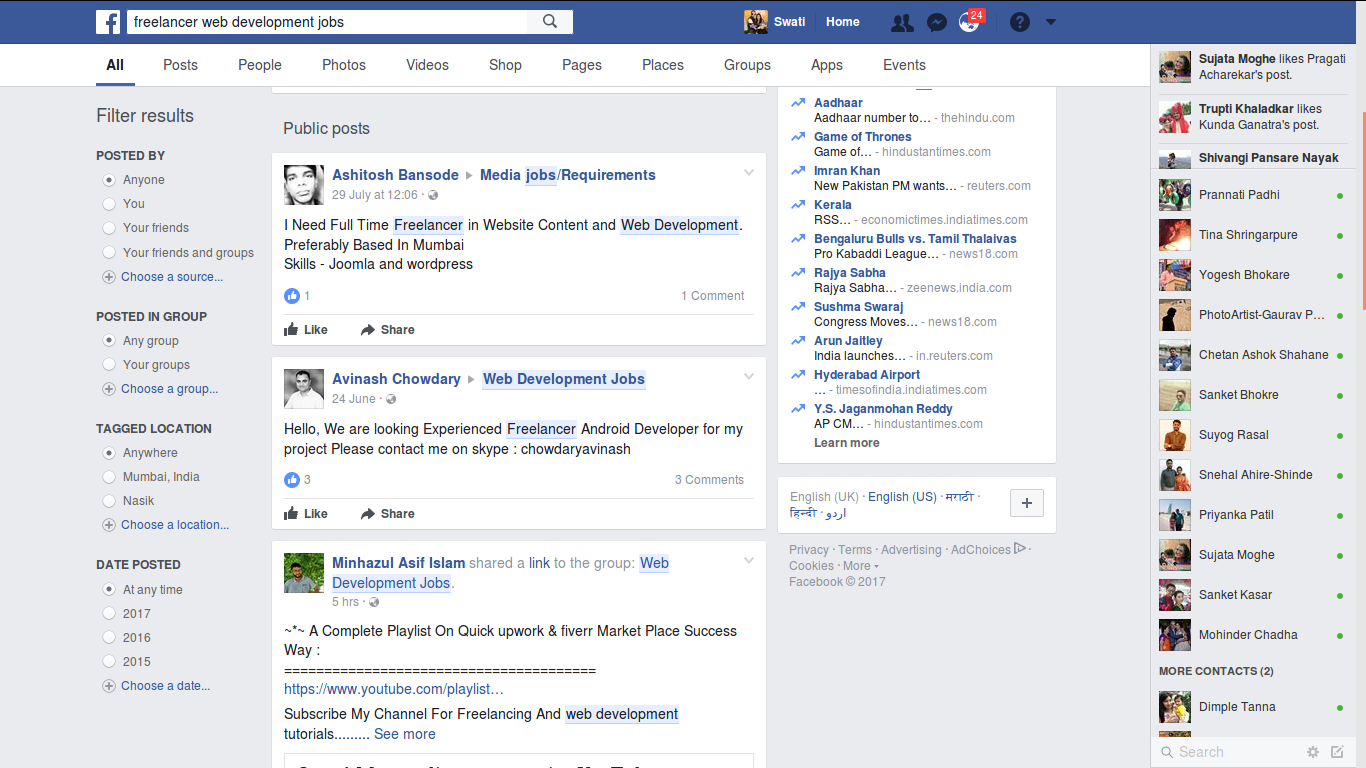 freelancer web development jobs
Swati
Home
24
All
Posts
People
Photos
Videos
Shop
Pages
Places
Groups
Apps
Events
Filter results
POSTED BY
Anyone
You
Your friends
Your friends and groups
Choose a source...
POSTED IN GROUP
Any group
Your groups
Choose a group...
TAGGED LOCATION
Anywhere
Mumbai, India
Nasik
Choose a location...
DATE POSTED
At any time
2017
2016
2015
Choose a date...
Public posts
Ashitosh Bansode Media jobs/Requirements
29 July at 12:06 ·
I Need Full Time Freelancer in Website Content and Web Development.
Preferably Based In Mumbai
Skills - Joomla and wordpress
1
1 Comment
Like
Share
Avinash Chowdary Web Development Jobs
24 June ·
Hello, We are looking Experienced Freelancer Android Developer for my
project Please contact me on skype : chowdaryavinash
3
3 Comments
Like
Share
Minhazul Asif Islam shared a link to the group: Web
Development Jobs.
5 hrs ·
~*~ A Complete Playlist On Quick upwork & fiverr Market Place Success
Way :
=======================================
https://www.youtube.com/playlist…
Subscribe My Channel For Freelancing And web development
tutorials......... See more
Aadhaar
Aadhaar number to… - thehindu.com
Game of Thrones
Game of… - hindustantimes.com
Imran Khan
New Pakistan PM wants… - reuters.com
Kerala
RSS… - economictimes.indiatimes.com
Bengaluru Bulls vs. Tamil Thalaivas
Pro Kabaddi League… - news18.com
Rajya Sabha
Rajya Sabha… - zeenews.india.com
Sushma Swaraj
Congress Moves… - news18.com
Arun Jaitley
India launches… - in.reuters.com
Hyderabad Airport
… - timesofindia.indiatimes.com
Y.S. Jaganmohan Reddy
AP CM… - hindustantimes.com
Learn more
English (UK) · English (US) · मराठी ·
हिन्दी · اردو
Privacy · Terms · Advertising · AdChoices ·
Cookies · More
Facebook © 2017
Sujata Moghe likes Pragati
Acharekar's post.
Trupti Khaladkar likes
Kunda Ganatra's post.
Shivangi Pansare Nayak
Prannati Padhi
Tina Shringarpure
Yogesh Bhokare
PhotoArtist-Gaurav P…
Chetan Ashok Shahane
Sanket Bhokre
Suyog Rasal
Snehal Ahire-Shinde
Priyanka Patil
Sujata Moghe
Sanket Kasar
Mohinder Chadha
MORE CONTACTS (2)
Dimple Tanna
Search